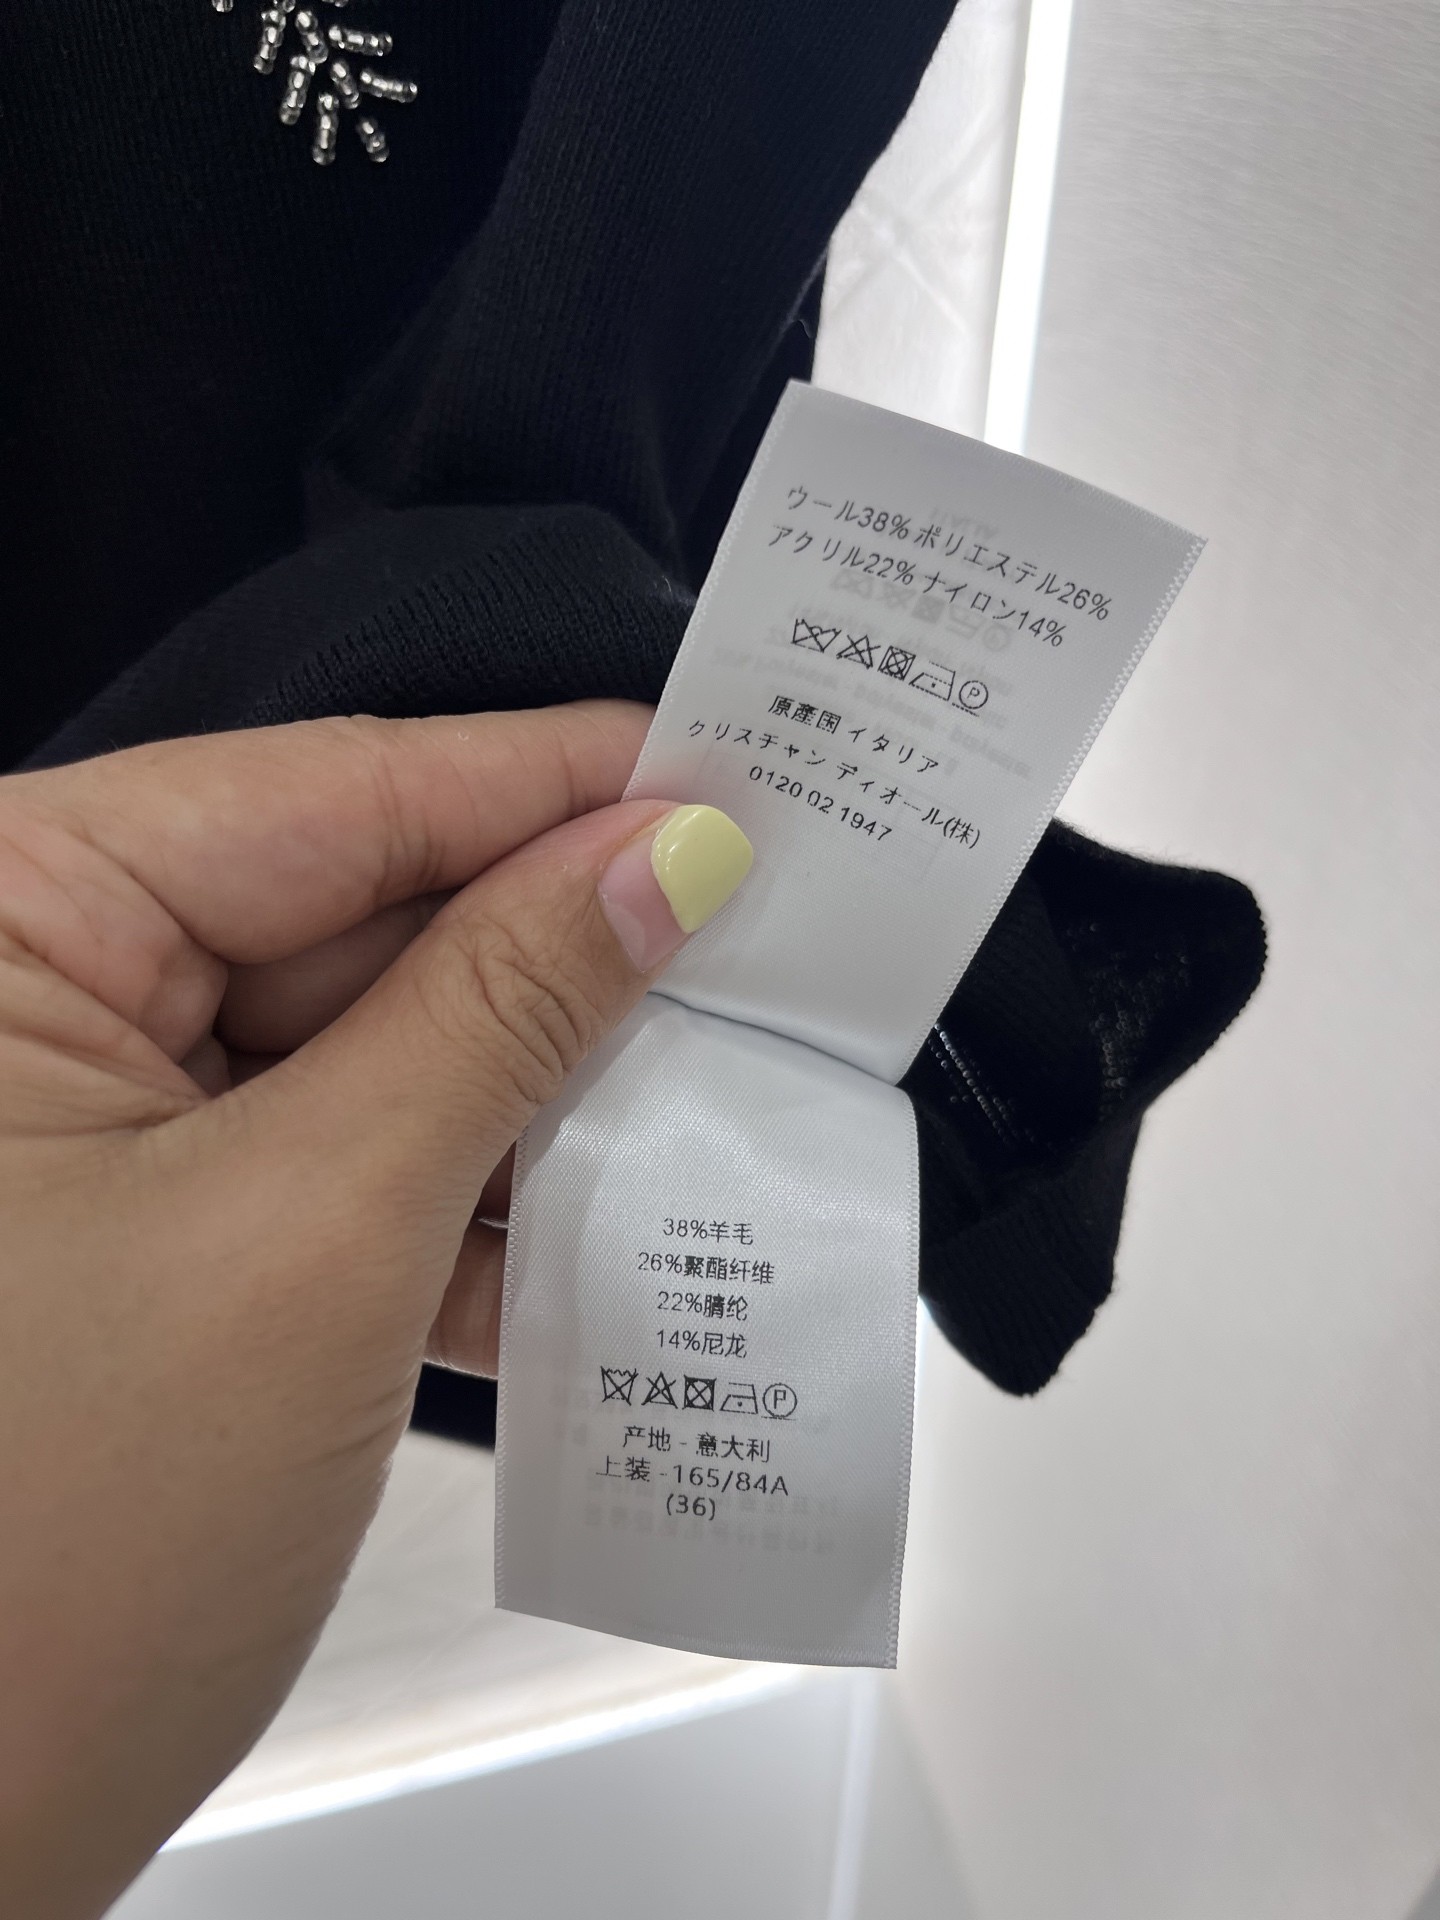 ウール38% ポリエステル26%
アクリル22% ナイロン14%
P
原産国 イタリア
クリスチャン ディオール(株)
0120 02 1947
38%羊毛
26%聚酯纤维
22%腈纶
14%尼龙
P
产地 - 意大利
上装 -165/84A
(36)